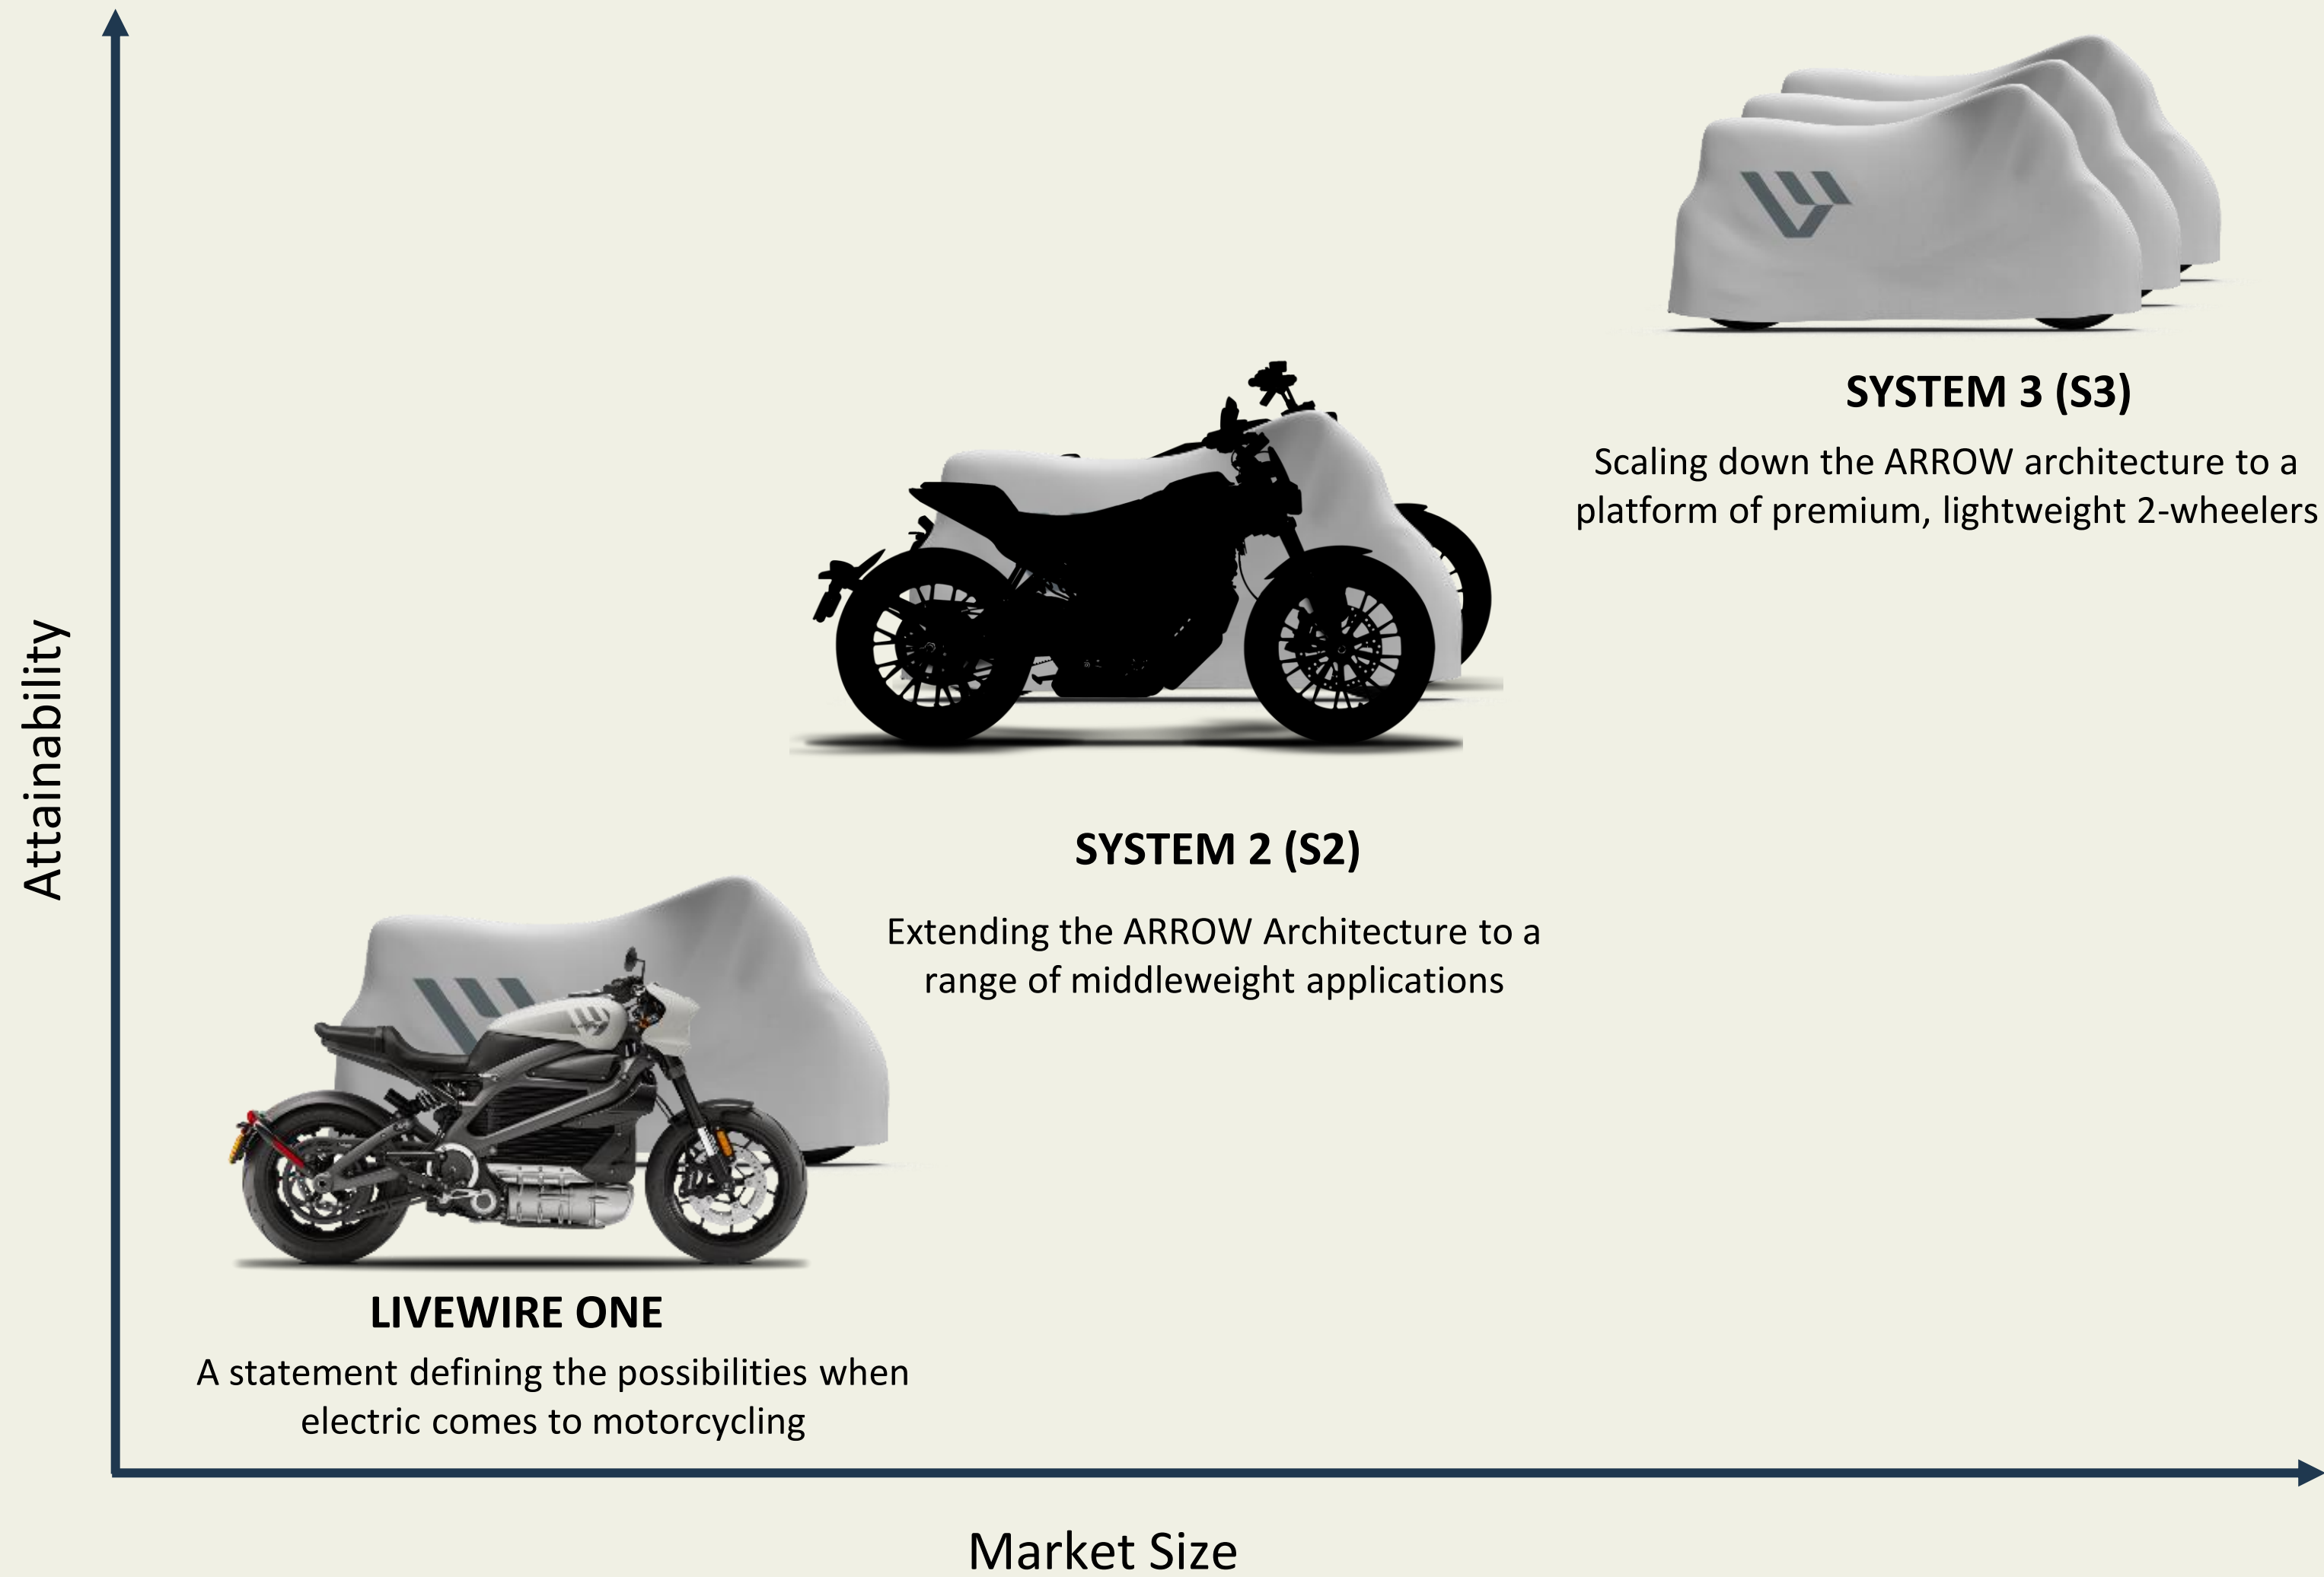 SYSTEM 3 (S3)
Scaling down the ARROW architecture to a
platform of premium, lightweight 2-wheelers
SYSTEM 2 (S2)
Extending the ARROW Architecture to a
range of middleweight applications
Attainability
LIVEWIRE ONE
A statement defining the possibilities when
electric comes to motorcycling
Market Size